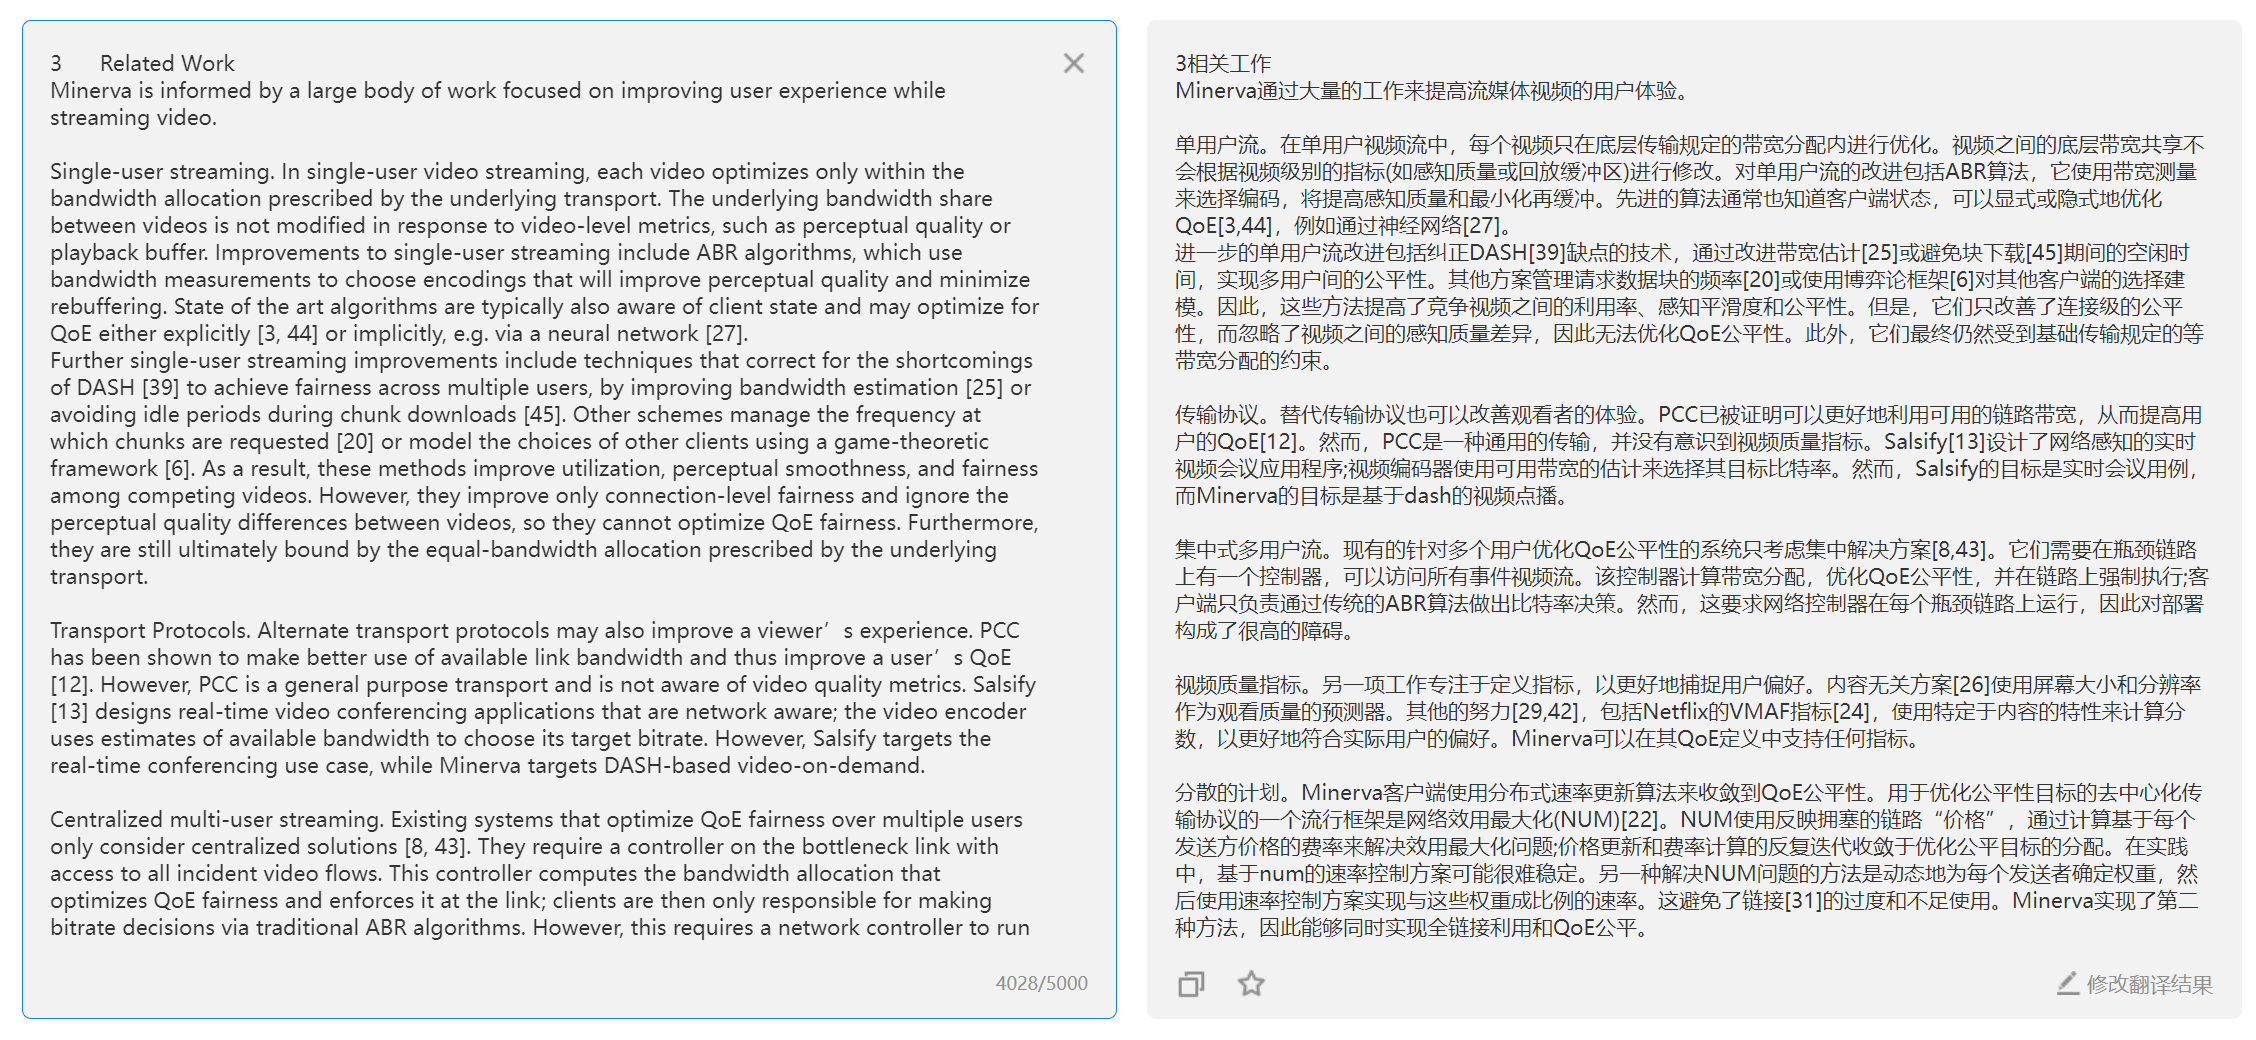 3 Related Work
Minerva is informed by a large body of work focused on improving user experience while
streaming video.
Single-user streaming. In single-user video streaming, each video optimizes only within the
bandwidth allocation prescribed by the underlying transport. The underlying bandwidth share
between videos is not modified in response to video-level metrics, such as perceptual quality or
playback buffer. Improvements to single-user streaming include ABR algorithms, which use
bandwidth measurements to choose encodings that will improve perceptual quality and minimize
rebuffering. State of the art algorithms are typically also aware of client state and may optimize for
QoE either explicitly [3, 44] or implicitly, e.g. via a neural network [27].
Further single-user streaming improvements include techniques that correct for the shortcomings
of DASH [39] to achieve fairness across multiple users, by improving bandwidth estimation [25] or
avoiding idle periods during chunk downloads [45]. Other schemes manage the frequency at
which chunks are requested [20] or model the choices of other clients using a game-theoretic
framework [6]. As a result, these methods improve utilization, perceptual smoothness, and fairness
among competing videos. However, they improve only connection-level fairness and ignore the
perceptual quality differences between videos, so they cannot optimize QoE fairness. Furthermore,
they are still ultimately bound by the equal-bandwidth allocation prescribed by the underlying
transport.
Transport Protocols. Alternate transport protocols may also improve a viewer’s experience. PCC
has been shown to make better use of available link bandwidth and thus improve a user’s QoE
[12]. However, PCC is a general purpose transport and is not aware of video quality metrics. Salsify
[13] designs real-time video conferencing applications that are network aware; the video encoder
uses estimates of available bandwidth to choose its target bitrate. However, Salsify targets the
real-time conferencing use case, while Minerva targets DASH-based video-on-demand.
Centralized multi-user streaming. Existing systems that optimize QoE fairness over multiple users
only consider centralized solutions [8, 43]. They require a controller on the bottleneck link with
access to all incident video flows. This controller computes the bandwidth allocation that
optimizes QoE fairness and enforces it at the link; clients are then only responsible for making
bitrate decisions via traditional ABR algorithms. However, this requires a network controller to run
4028/5000
3相关工作
Minerva通过大量的工作来提高流媒体视频的用户体验。
单用户流。在单用户视频流中，每个视频只在底层传输规定的带宽分配内进行优化。视频之间的底层带宽共享不
会根据视频级别的指标(如感知质量或回放缓冲区)进行修改。对单用户流的改进包括ABR算法，它使用带宽测量
来选择编码，将提高感知质量和最小化再缓冲。先进的算法通常也知道客户端状态，可以显式或隐式地优化
QoE[3,44]，例如通过神经网络[27]。
进一步的单用户流改进包括纠正DASH[39]缺点的技术，通过改进带宽估计[25]或避免块下载[45]期间的空闲时
间，实现多用户间的公平性。其他方案管理请求数据块的频率[20]或使用博弈论框架[6]对其他客户端的选择建
模。因此，这些方法提高了竞争视频之间的利用率、感知平滑度和公平性。但是，它们只改善了连接级的公平
性，而忽略了视频之间的感知质量差异，因此无法优化QoE公平性。此外，它们最终仍然受到基础传输规定的等
带宽分配的约束。
传输协议。替代传输协议也可以改善观看者的体验。PCC已被证明可以更好地利用可用的链路带宽，从而提高用
户的QoE[12]。然而，PCC是一种通用的传输，并没有意识到视频质量指标。Salsify[13]设计了网络感知的实时
视频会议应用程序;视频编码器使用可用带宽的估计来选择其目标比特率。然而，Salsify的目标是实时会议用例，
而Minerva的目标是基于dash的视频点播。
集中式多用户流。现有的针对多个用户优化QoE公平性的系统只考虑集中解决方案[8,43]。它们需要在瓶颈链路
上有一个控制器，可以访问所有事件视频流。该控制器计算带宽分配，优化QoE公平性，并在链路上强制执行;客
户端只负责通过传统的ABR算法做出比特率决策。然而，这要求网络控制器在每个瓶颈链路上运行，因此对部署
构成了很高的障碍。
视频质量指标。另一项工作专注于定义指标，以更好地捕捉用户偏好。内容无关方案[26]使用屏幕大小和分辨率
作为观看质量的预测器。其他的努力[29,42]，包括Netflix的VMAF指标[24]，使用特定于内容的特性来计算分
数，以更好地符合实际用户的偏好。Minerva可以在其QoE定义中支持任何指标。
分散的计划。Minerva客户端使用分布式速率更新算法来收敛到QoE公平性。用于优化公平性目标的去中心化传
输协议的一个流行框架是网络效用最大化(NUM)[22]。NUM使用反映拥塞的链路“价格”，通过计算基于每个
发送方价格的费率来解决效用最大化问题;价格更新和费率计算的反复迭代收敛于优化公平目标的分配。在实践
中，基于num的速率控制方案可能很难稳定。另一种解决NUM问题的方法是动态地为每个发送者确定权重，然
后使用速率控制方案实现与这些权重成比例的速率。这避免了链接[31]的过度和不足使用。Minerva实现了第二
种方法，因此能够同时实现全链接利用和QoE公平。
修改翻译结果